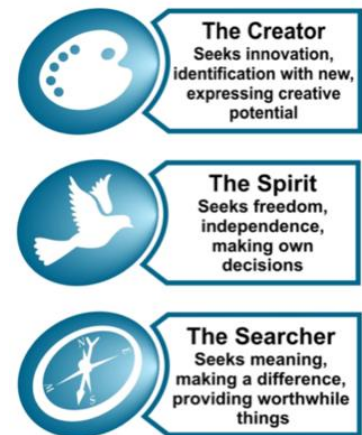 The Creator
Seeks innovation,
identification with new,
expressing creative
potential
The Spirit
Seeks freedom,
independence,
making own
decisions
N
E
S
W
The Searcher
Seeks meaning,
making a difference,
providing worthwhile
things